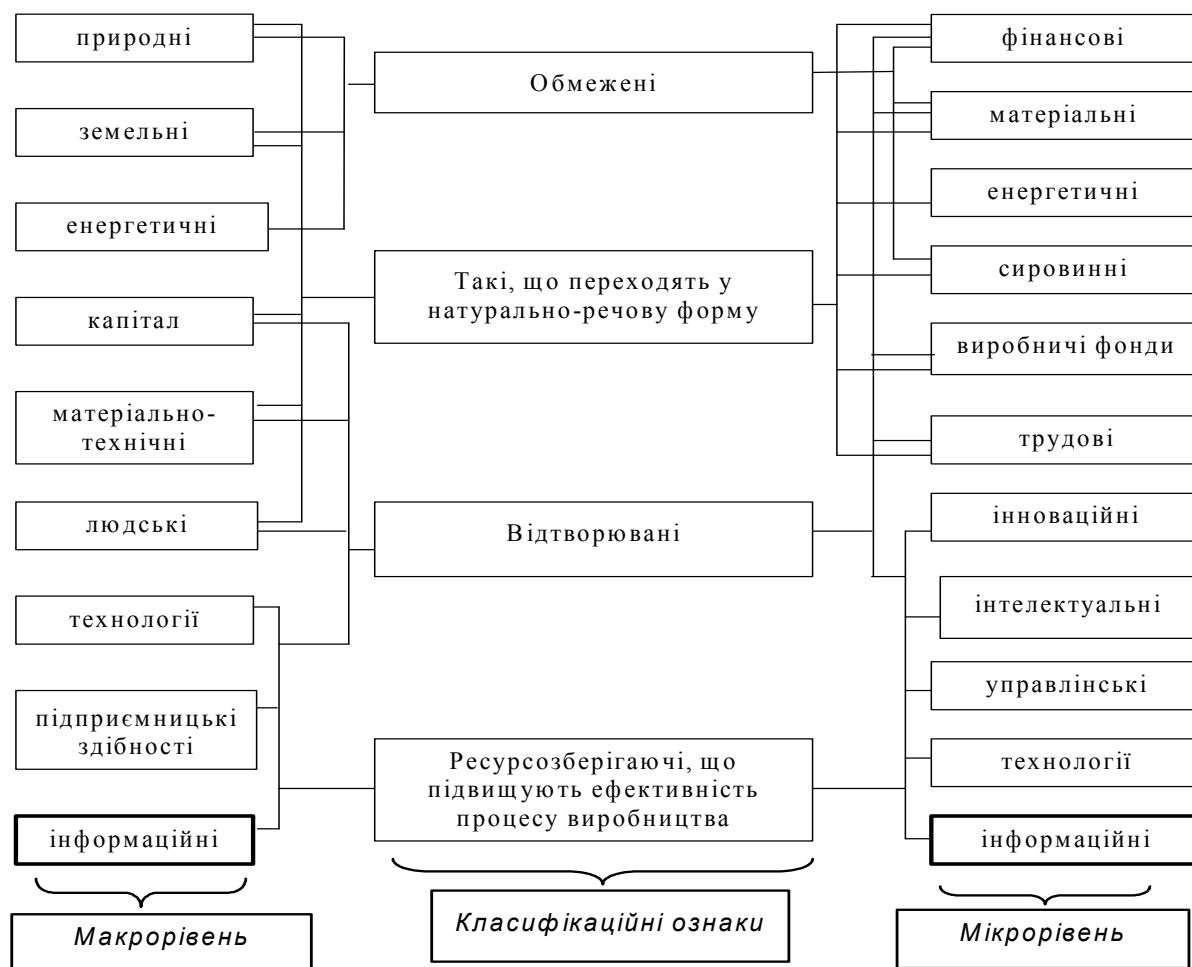 природні
земельні
енергетичні
капітал
матеріально-
технічні
людські
технології
підприємницькі
здібності
інформаційні
Макрорівень
Обмежені
Такі, що переходять у
натурально-речову форму
Відтворювані
Ресурсозберігаючі, що
підвищують ефективність
процесу виробництва
Класифікаційні ознаки
фінансові
матеріальні
енергетичні
сировинні
виробничі фонди
трудові
інноваційні
інтелектуальні
управлінські
технології
інформаційні
Мікрорівень